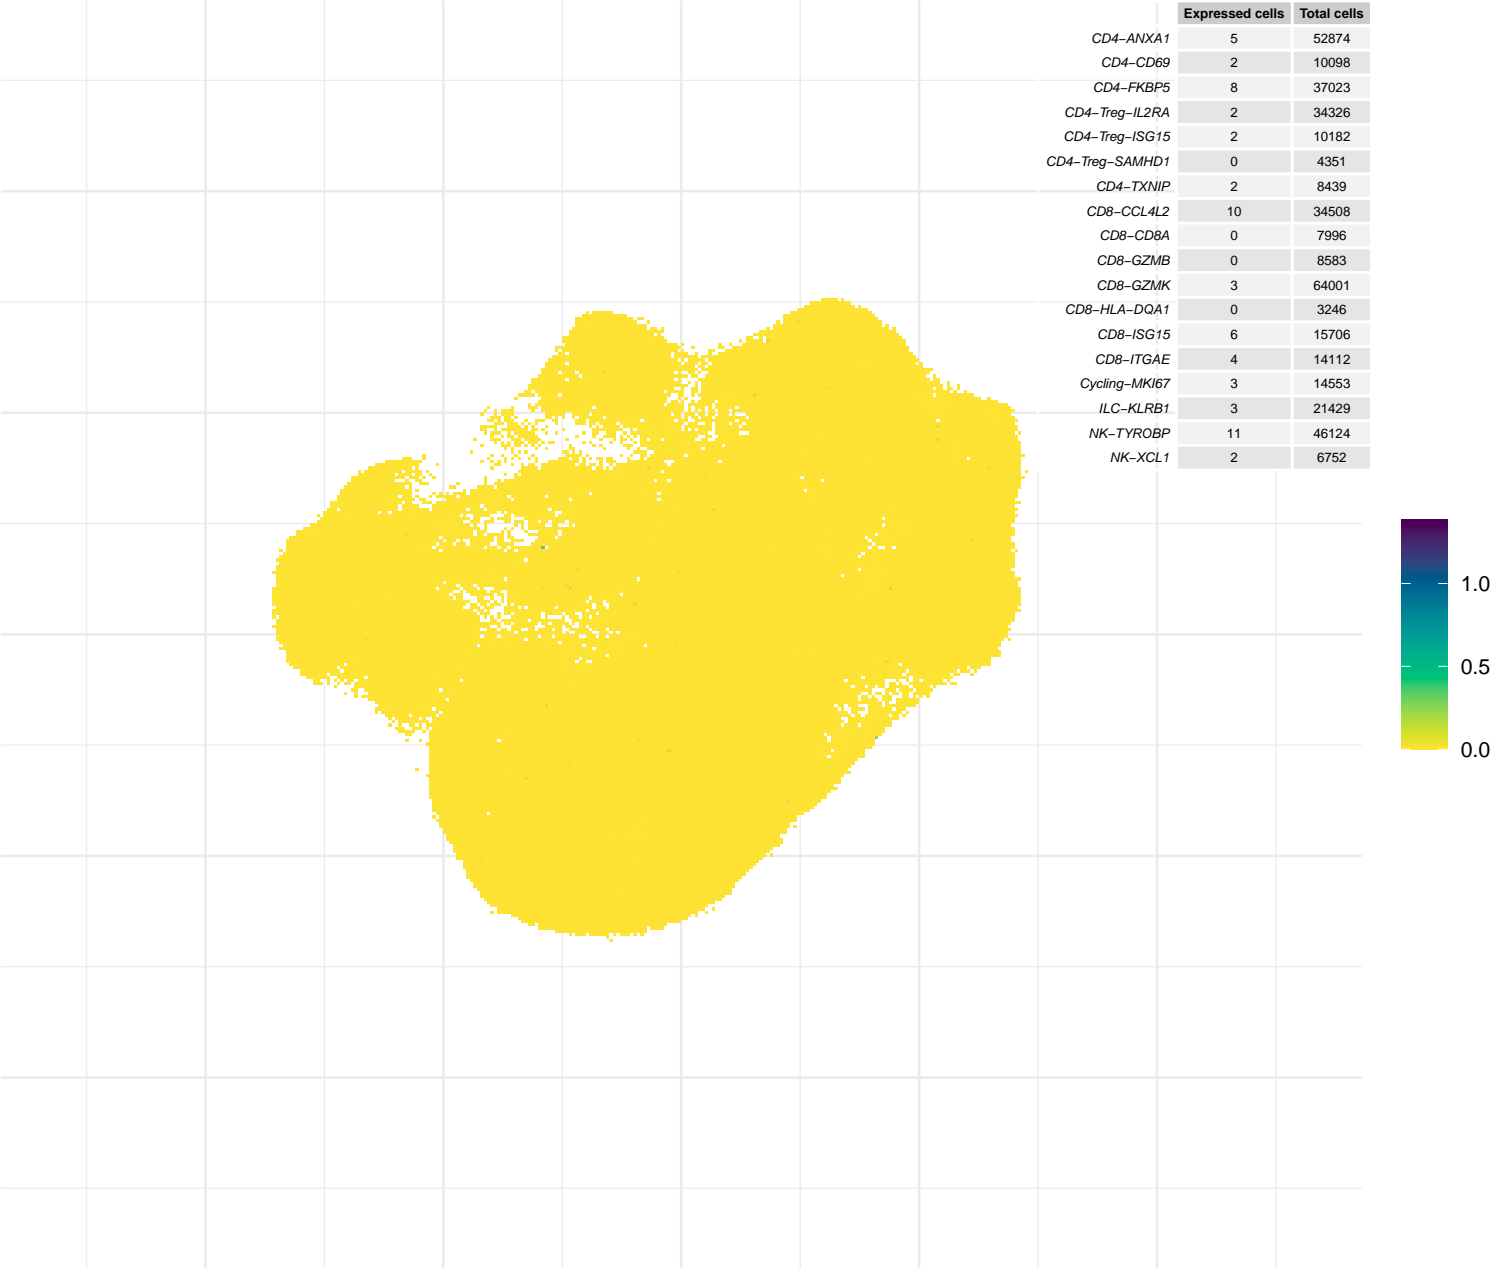 Expressed cells Total cells
CD4−ANXA1 5 52874
CD4−CD69 2 10098
CD4−FKBP5 8 37023
CD4−Treg−IL2RA 2 34326
CD4−Treg−ISG15 2 10182
CD4−Treg−SAMHD1 0 4351
CD4−TXNIP 2 8439
CD8−CCL4L2 10 34508
CD8−CD8A 0 7996
CD8−GZMB 0 8583
CD8−GZMK 3 64001
CD8−HLA−DQA1 0 3246
CD8−ISG15 6 15706
CD8−ITGAE 4 14112
Cycling−MKI67 3 14553
ILC−KLRB1 3 21429
NK−TYROBP 11 46124
NK−XCL1 2 6752
1.0
0.5
0.0